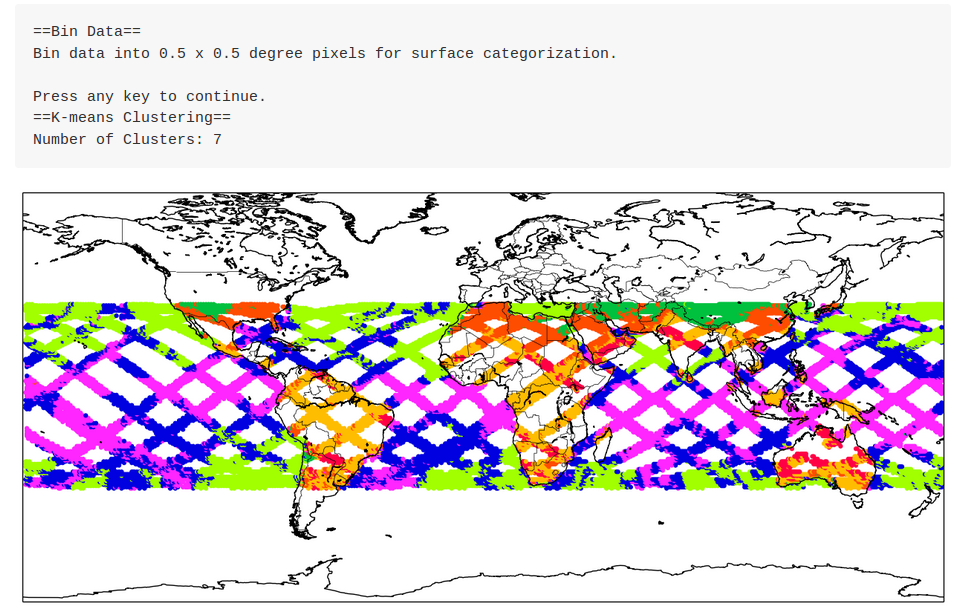 ==Bin Data==
Bin data into 0.5 x 0.5 degree pixels for surface categorization.
Press any key to continue.
==K-means Clustering==
Number of Clusters: 7